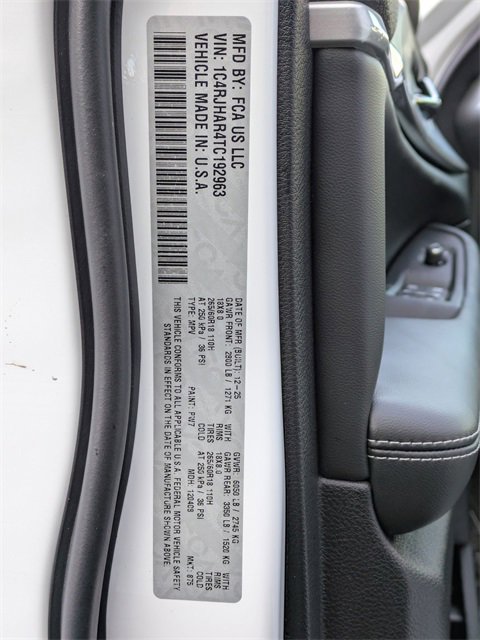 MFD BY: FCA US LLC
VIN: 1C4RJHAR4TC192963
VEHICLE MADE IN: U.S.A.
DATE OF MFR (BUILT): 12-25 GVWR: 6050 LB / 2745 KG
GAWR FRONT: 2800 LB / 1271 KG WITH GAWR REAR: 3350 LB / 1520 KG WITH
18X8.0 RIMS 18X8.0 RIMS
265/60R18 110H TIRES 265/60R18 110H TIRES
AT 250 kPa / 36 PSI COLD AT 250 kPa / 36 PSI COLD
TYPE: MPV PAINT: PW7 MDH: 120409 MKT: 875
THIS VEHICLE CONFORMS TO ALL APPLICABLE U.S.A. FEDERAL MOTOR VEHICLE SAFETY
STANDARDS IN EFFECT ON THE DATE OF MANUFACTURE SHOWN ABOVE.